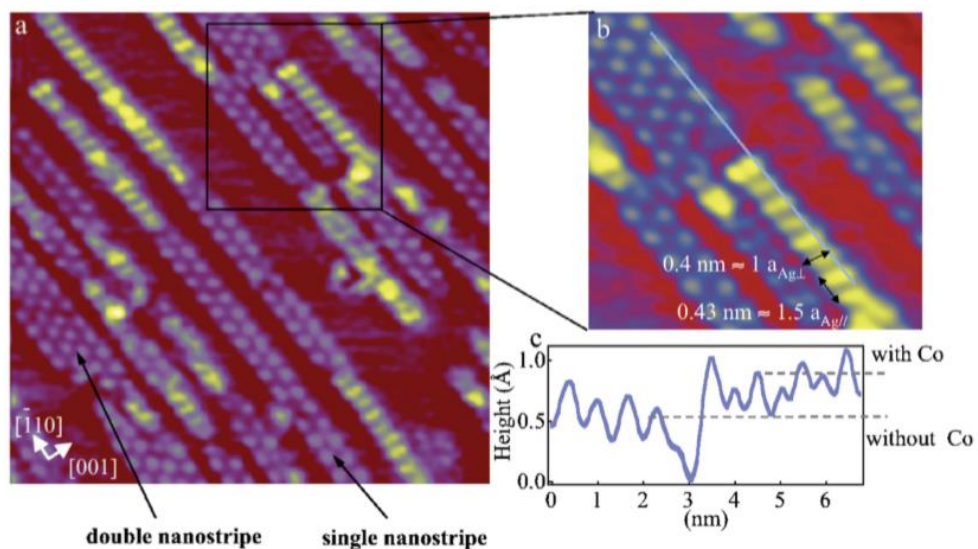 a
[1̅10]
[001]
double nanostripe
single nanostripe
b
0.4 nm ≈ 1 aAg⊥
0.43 nm ≈ 1.5 aAg//
c
Height (Å)
1.0
0.5
0.0
0 1 2 3 4 5 6
(nm)
with Co
without Co